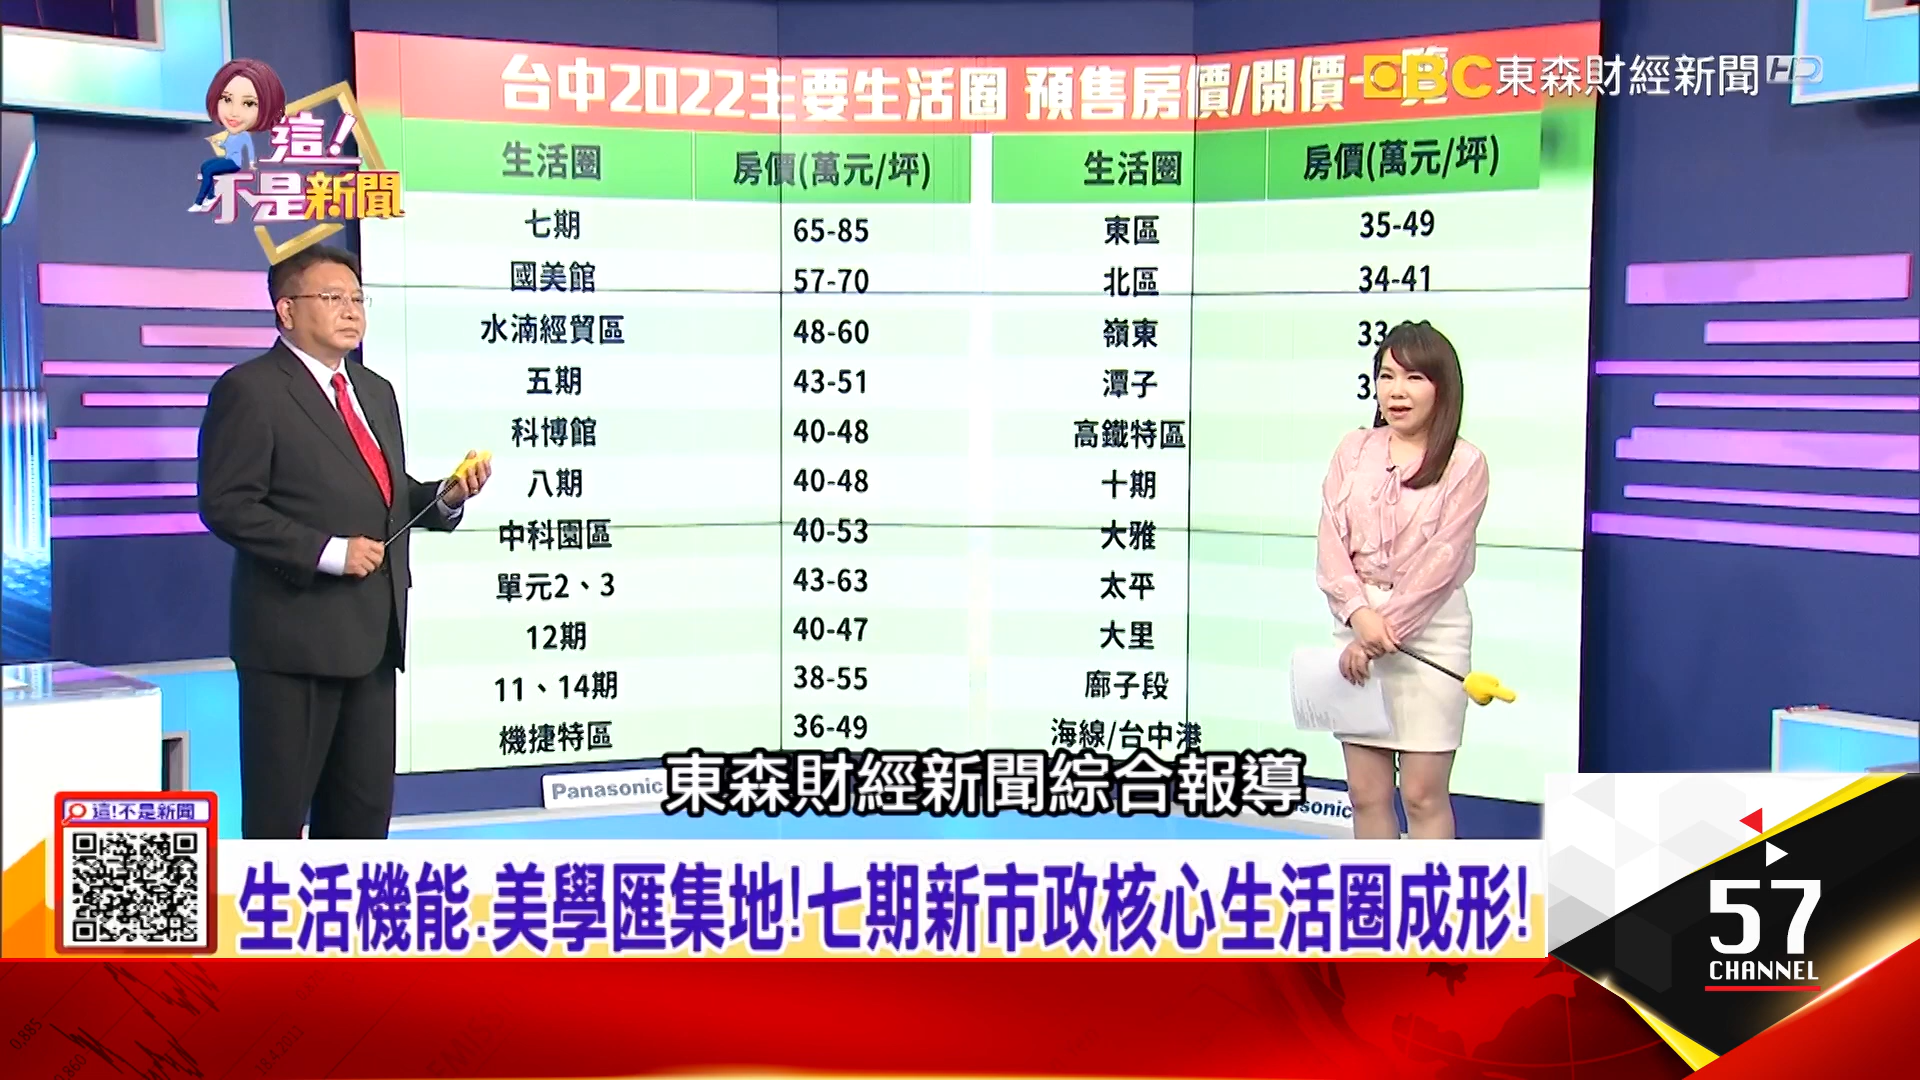 台中2022主要生活圈 預售房價/開價一覽
EBC 東森財經新聞 HD
這!
不是新聞
生活圈 房價(萬元/坪) 生活圈 房價(萬元/坪)
七期 65-85 東區 35-49
國美館 57-70 北區 34-41
水湳經貿區 48-60 嶺東 33
五期 43-51 潭子 3
科博館 40-48 高鐵特區
八期 40-48 十期
中科園區 40-53 大雅
單元2、3 43-63 太平
12期 40-47 大里
11、14期 38-55 廍子段
機捷特區 36-49 海線/台中港
Panasonic
東森財經新聞綜合報導
這!不是新聞
生活機能.美學匯集地!七期新市政核心生活圈成形!
57
CHANNEL